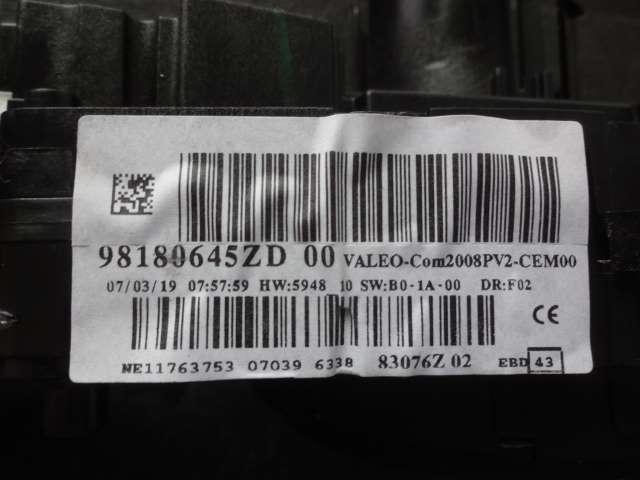 98180645ZD 00 VALEO-Com2008PV2-CEM00
07/03/19 07:57:59 HW:5948 10 SW:B0-1A-00 DR:F02
CE
NE11763753 07039 6338 83076Z 02 EBD 43